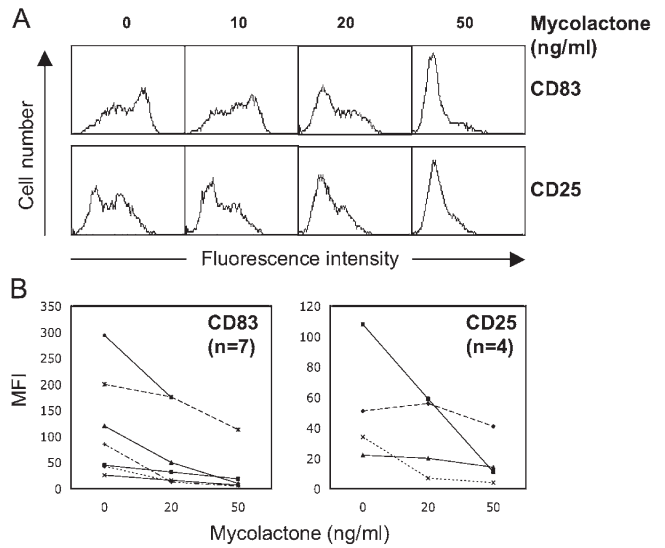 A
0 10 20 50 Mycolactone
(ng/ml)
CD83
Cell number
CD25
Fluorescence intensity
B
350
300
250
200
150
100
50
0
MFI
CD83
(n=7)
0 20 50
120
100
80
60
40
20
0
CD25
(n=4)
0 20 50
Mycolactone (ng/ml)